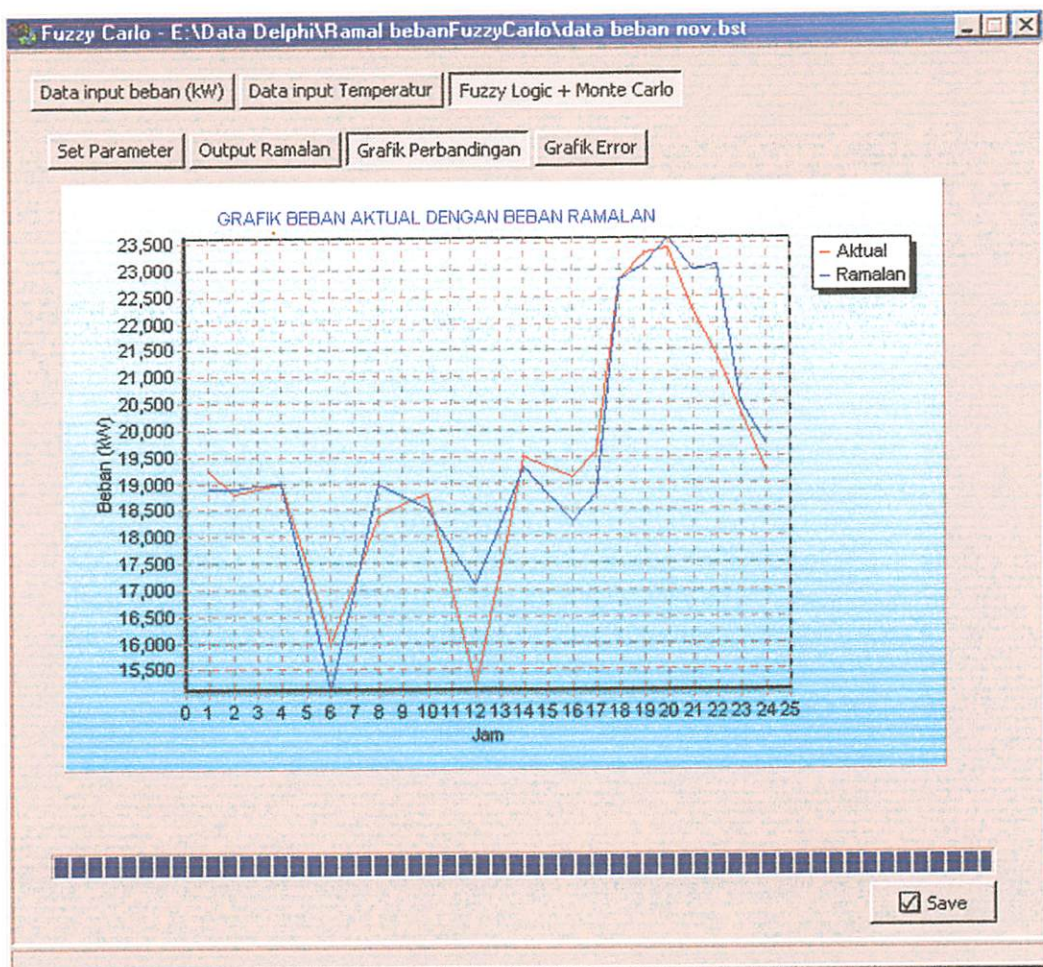 Fuzzy Carlo - E:\Data Delphi\Ramal bebanFuzzyCarlo\data beban nov.bst
Data input beban (kW) Data input Temperatur Fuzzy Logic + Monte Carlo
Set Parameter Output Ramalan Grafik Perbandingan Grafik Error
GRAFIK BEBAN AKTUAL DENGAN BEBAN RAMALAN
Aktual
Ramalan
23,500
23,000
22,500
22,000
21,500
21,000
20,500
20,000
19,500
19,000
18,500
18,000
17,500
17,000
16,500
16,000
15,500
Beban (kW)
0 1 2 3 4 5 6 7 8 9 10 11 12 13 14 15 16 17 18 19 20 21 22 23 24 25
Jam
Save